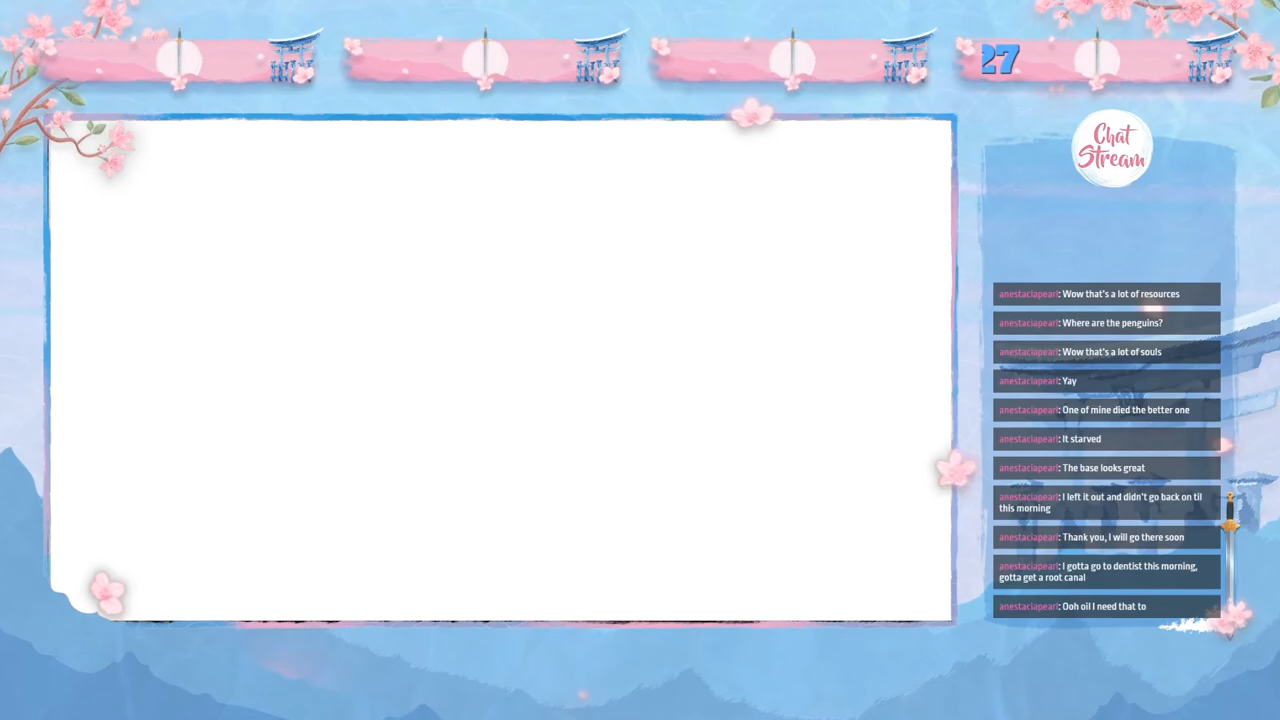 27
Chat
Stream
anestaciapearl: Wow that's a lot of resources
anestaciapearl: Where are the penguins?
anestaciapearl: Wow that's a lot of souls
anestaciapearl: Yay
anestaciapearl: One of mine died the better one
anestaciapearl: It starved
anestaciapearl: The base looks great
anestaciapearl: I left it out and didn't go back on til
this morning
anestaciapearl: Thank you, I will go there soon
anestaciapearl: I gotta go to dentist this morning,
gotta get a root canal
anestaciapearl: Ooh oil I need that to